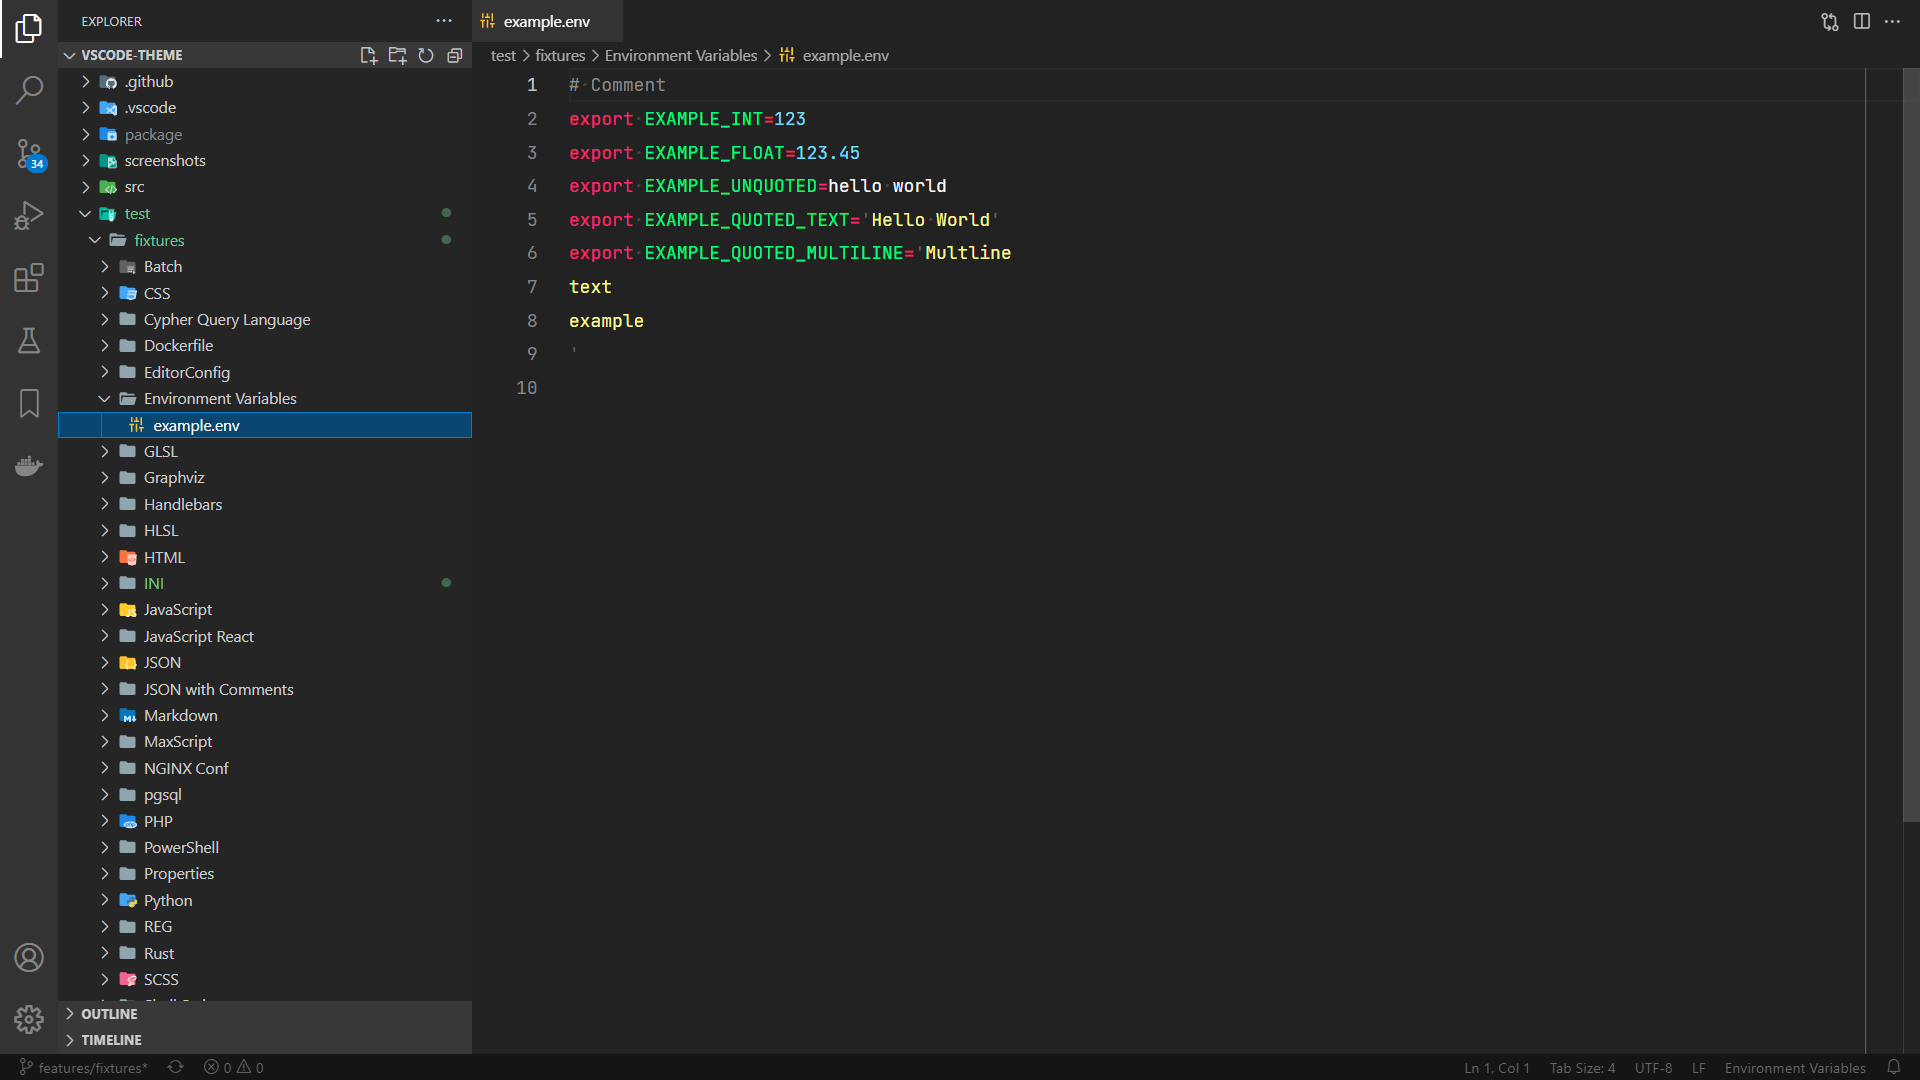 EXPLORER
VSCODE-THEME
.github
.vscode
package
screenshots
src
test
fixtures
Batch
CSS
Cypher Query Language
Dockerfile
EditorConfig
Environment Variables
example.env
GLSL
Graphviz
Handlebars
HLSL
HTML
INI
JavaScript
JavaScript React
JSON
JSON with Comments
Markdown
MaxScript
NGINX Conf
pgsql
PHP
PowerShell
Properties
Python
REG
Rust
SCSS
OUTLINE
TIMELINE
34
example.env
test > fixtures > Environment Variables > example.env
1 # Comment
2 export EXAMPLE_INT=123
3 export EXAMPLE_FLOAT=123.45
4 export EXAMPLE_UNQUOTED=hello world
5 export EXAMPLE_QUOTED_TEXT='Hello World'
6 export EXAMPLE_QUOTED_MULTILINE='Multline
7 text
8 example
9 '
10
features/fixtures* 0 0 Ln 1, Col 1 Tab Size: 4 UTF-8 LF Environment Variables